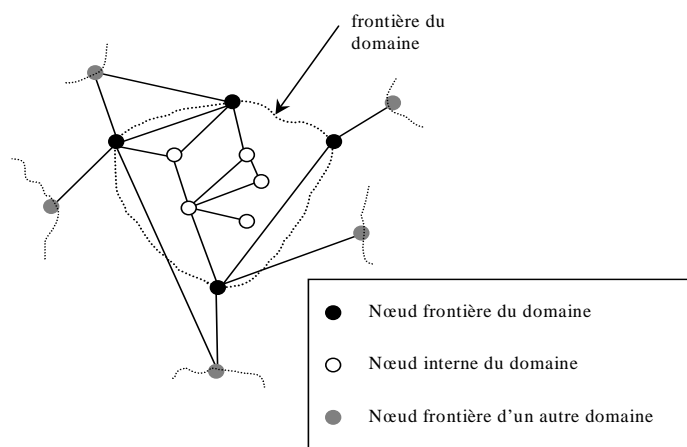 frontière du
domaine
Nœud frontière du domaine
Nœud interne du domaine
Nœud frontière d'un autre domaine